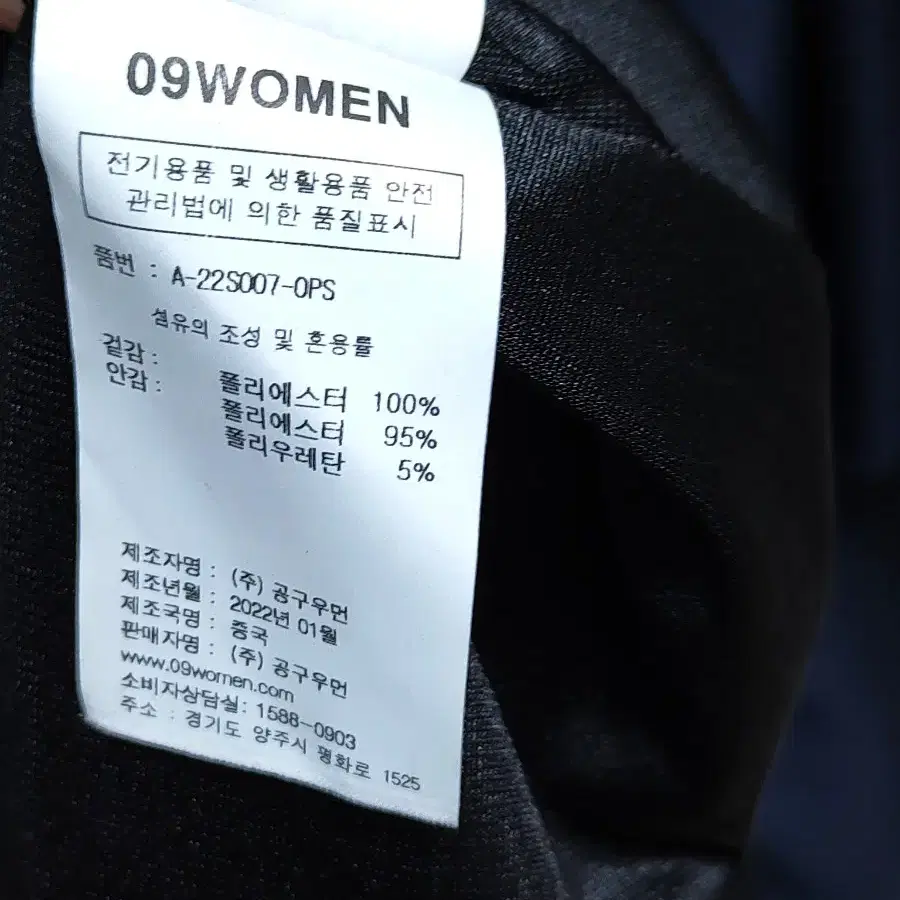 09WOMEN
전기용품 및 생활용품 안전
관리법에 의한 품질표시
품번 : A-22S007-OPS
섬유의 조성 및 혼용률
겉감 :
안감 :
폴리에스터 100%
폴리에스터 95%
폴리우레탄 5%
제조자명 : (주) 공구우먼
제조년월 : 2022년 01월
제조국명 : 중국
판매자명 : (주) 공구우먼
www.09women.com
소비자상담실: 1588-0903
주소 : 경기도 양주시 평화로 1525